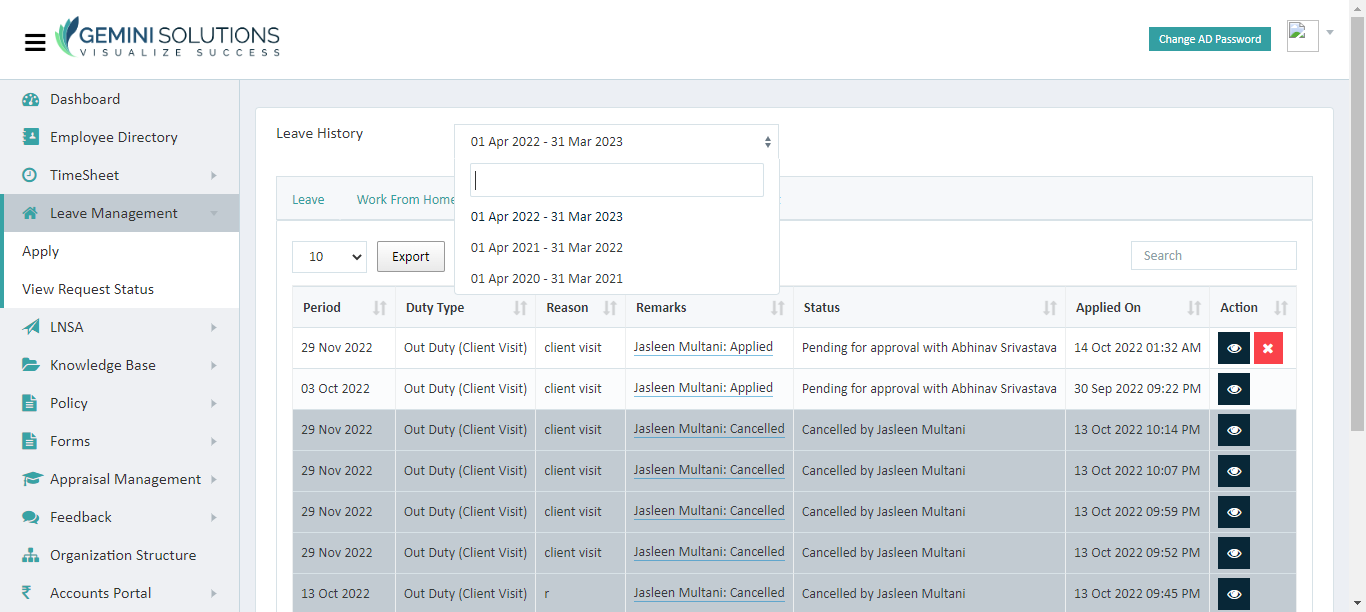 GEMINI SOLUTIONS
VISUALIZE SUCCESS
Change AD Password
Dashboard
Employee Directory
TimeSheet
Leave Management
Apply
View Request Status
LNSA
Knowledge Base
Policy
Forms
Appraisal Management
Feedback
Organization Structure
Accounts Portal
Leave History
01 Apr 2022 - 31 Mar 2023
01 Apr 2022 - 31 Mar 2023
01 Apr 2021 - 31 Mar 2022
01 Apr 2020 - 31 Mar 2021
Leave Work From Home
10 Export Search
Period Duty Type Reason Remarks Status Applied On Action
29 Nov 2022 Out Duty (Client Visit) client visit Jasleen Multani: Applied Pending for approval with Abhinav Srivastava 14 Oct 2022 01:32 AM
03 Oct 2022 Out Duty (Client Visit) client visit Jasleen Multani: Applied Pending for approval with Abhinav Srivastava 30 Sep 2022 09:22 PM
29 Nov 2022 Out Duty (Client Visit) client visit Jasleen Multani: Cancelled Cancelled by Jasleen Multani 13 Oct 2022 10:14 PM
29 Nov 2022 Out Duty (Client Visit) client visit Jasleen Multani: Cancelled Cancelled by Jasleen Multani 13 Oct 2022 10:07 PM
29 Nov 2022 Out Duty (Client Visit) client visit Jasleen Multani: Cancelled Cancelled by Jasleen Multani 13 Oct 2022 09:59 PM
29 Nov 2022 Out Duty (Client Visit) client visit Jasleen Multani: Cancelled Cancelled by Jasleen Multani 13 Oct 2022 09:52 PM
13 Oct 2022 Out Duty (Client Visit) r Jasleen Multani: Cancelled Cancelled by Jasleen Multani 13 Oct 2022 09:45 PM